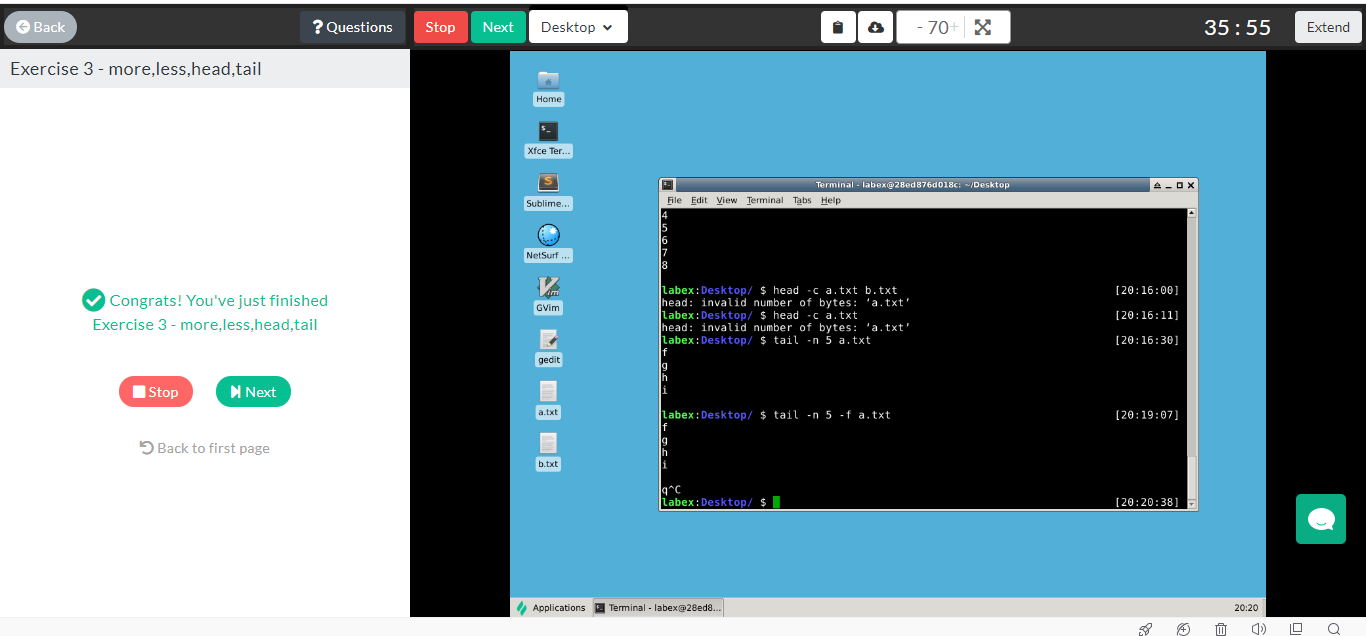 Back
? Questions
Stop
Next
Desktop
- 70+
35 : 55
Extend
Exercise 3 - more,less,head,tail
Congrats! You've just finished
Exercise 3 - more,less,head,tail
Stop
Next
Back to first page
Home
Xfce Ter...
Sublime...
NetSurf ...
GVim
gedit
a.txt
b.txt
Terminal - labex@28ed876d018c: ~/Desktop
File Edit View Terminal Tabs Help
4
5
6
7
8
labex:Desktop/ $ head -c a.txt b.txt [20:16:00]
head: invalid number of bytes: ‘a.txt’
labex:Desktop/ $ head -c a.txt [20:16:11]
head: invalid number of bytes: ‘a.txt’
labex:Desktop/ $ tail -n 5 a.txt [20:16:30]
f
g
h
i
labex:Desktop/ $ tail -n 5 -f a.txt [20:19:07]
f
g
h
i
q^C
labex:Desktop/ $ [20:20:38]
Applications
Terminal - labex@28ed8...
20:20